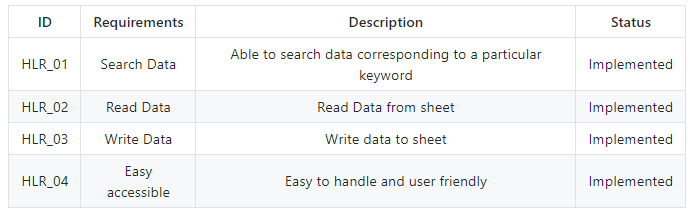 ID Requirements Description Status
HLR_01 Search Data Able to search data corresponding to a particular keyword Implemented
HLR_02 Read Data Read Data from sheet Implemented
HLR_03 Write Data Write data to sheet Implemented
HLR_04 Easy accessible Easy to handle and user friendly Implemented